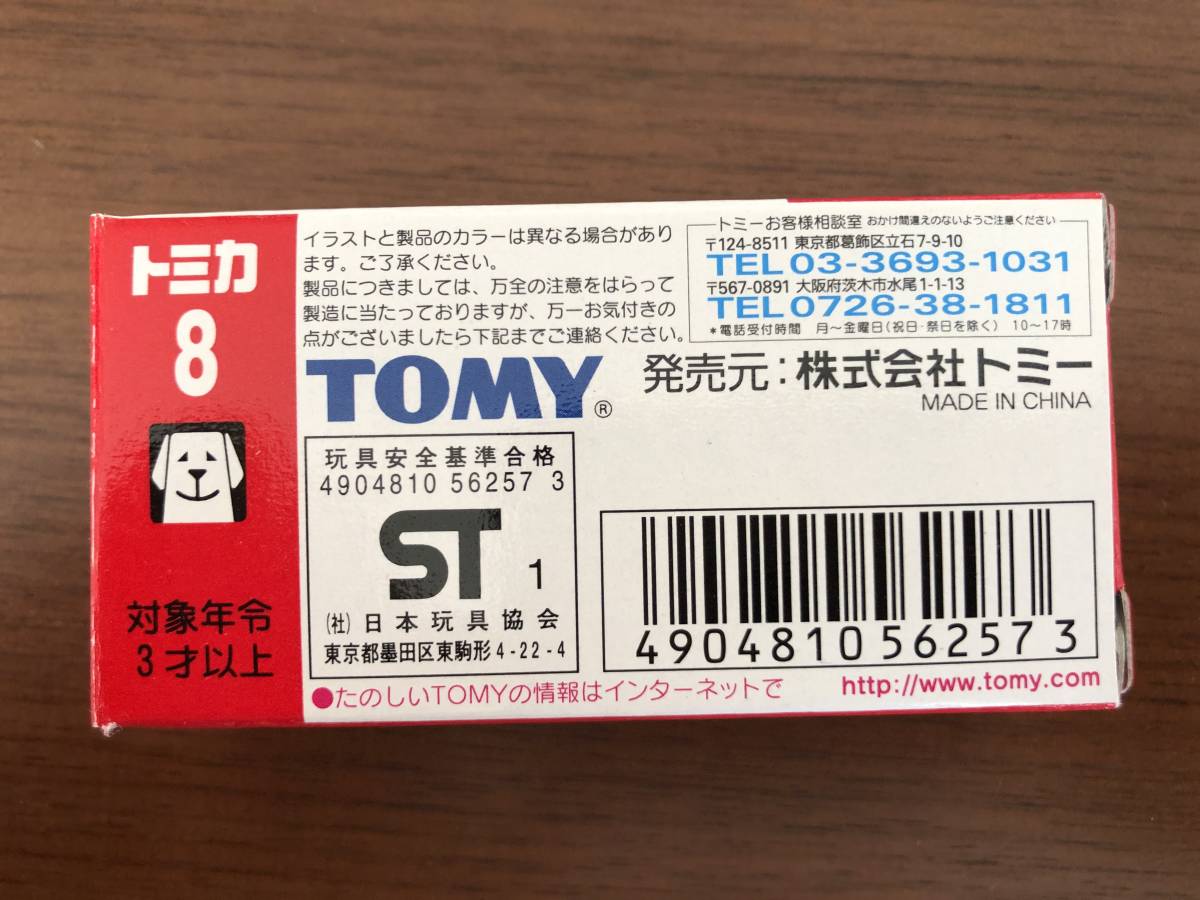 トミカ
8
対象年令
3才以上
イラストと製品のカラーは異なる場合があり
ます。ご了承ください。
製品につきましては、万全の注意をはらって
製造に当たっておりますが、万一お気付きの
点がございましたら下記までご連絡ください。
トミーお客様相談室 おかけ間違えのないようご注意ください
〒124-8511 東京都葛飾区立石7-9-10
TEL 03-3693-1031
〒567-0891 大阪府茨木市水尾1-1-13
TEL 0726-38-1811
*電話受付時間 月〜金曜日(祝日・祭日を除く) 10〜17時
TOMY®
発売元:株式会社トミー
MADE IN CHINA
玩具安全基準合格
4904810 56257 3
ST 1
(社)日本玩具協会
東京都墨田区東駒形4-22-4
4904810 562573
●たのしいTOMYの情報はインターネットで http://www.tomy.com